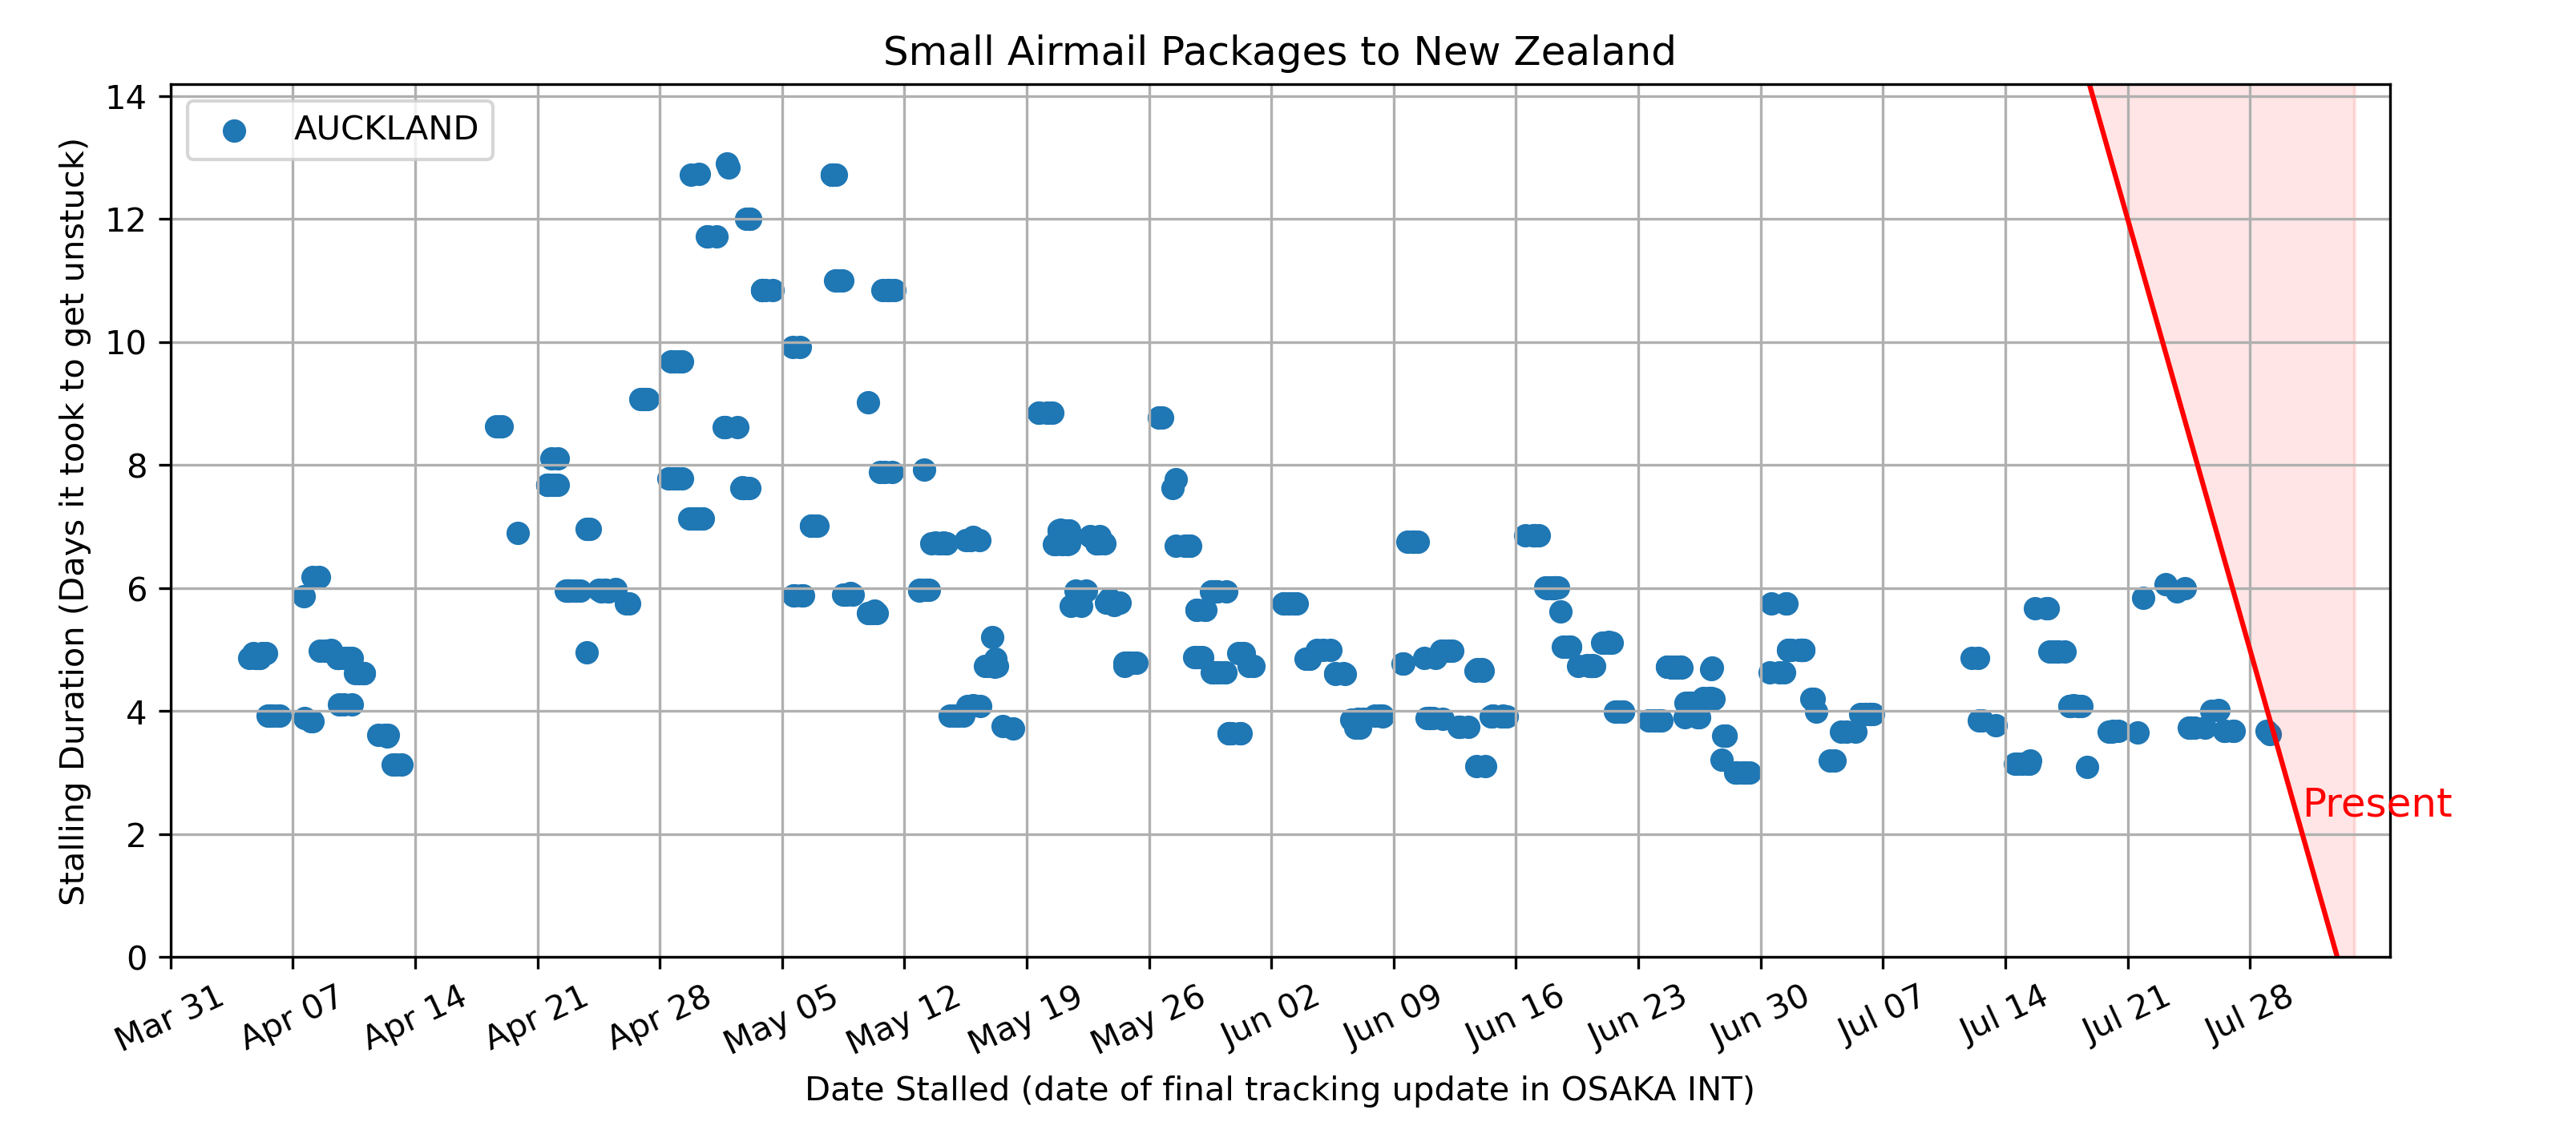 Small Airmail Packages to New Zealand
AUCKLAND
Stalling Duration (Days it took to get unstuck)
14
12
10
8
6
4
2
0
Present
Mar 31
Apr 07
Apr 14
Apr 21
Apr 28
May 05
May 12
May 19
May 26
Jun 02
Jun 09
Jun 16
Jun 23
Jun 30
Jul 07
Jul 14
Jul 21
Jul 28
Date Stalled (date of final tracking update in OSAKA INT)